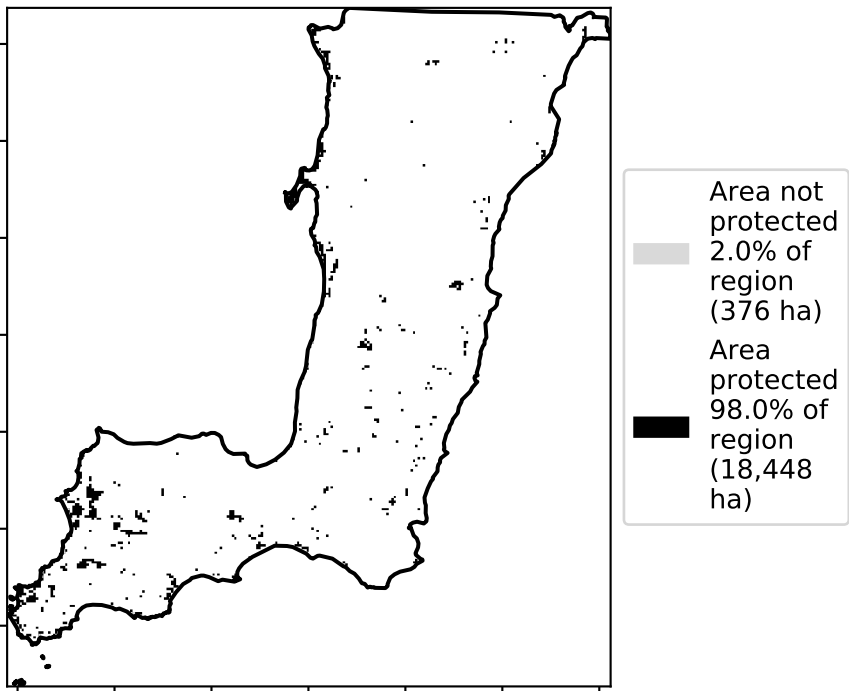 Area not
protected
2.0% of
region
(376 ha)
Area
protected
98.0% of
region
(18,448
ha)